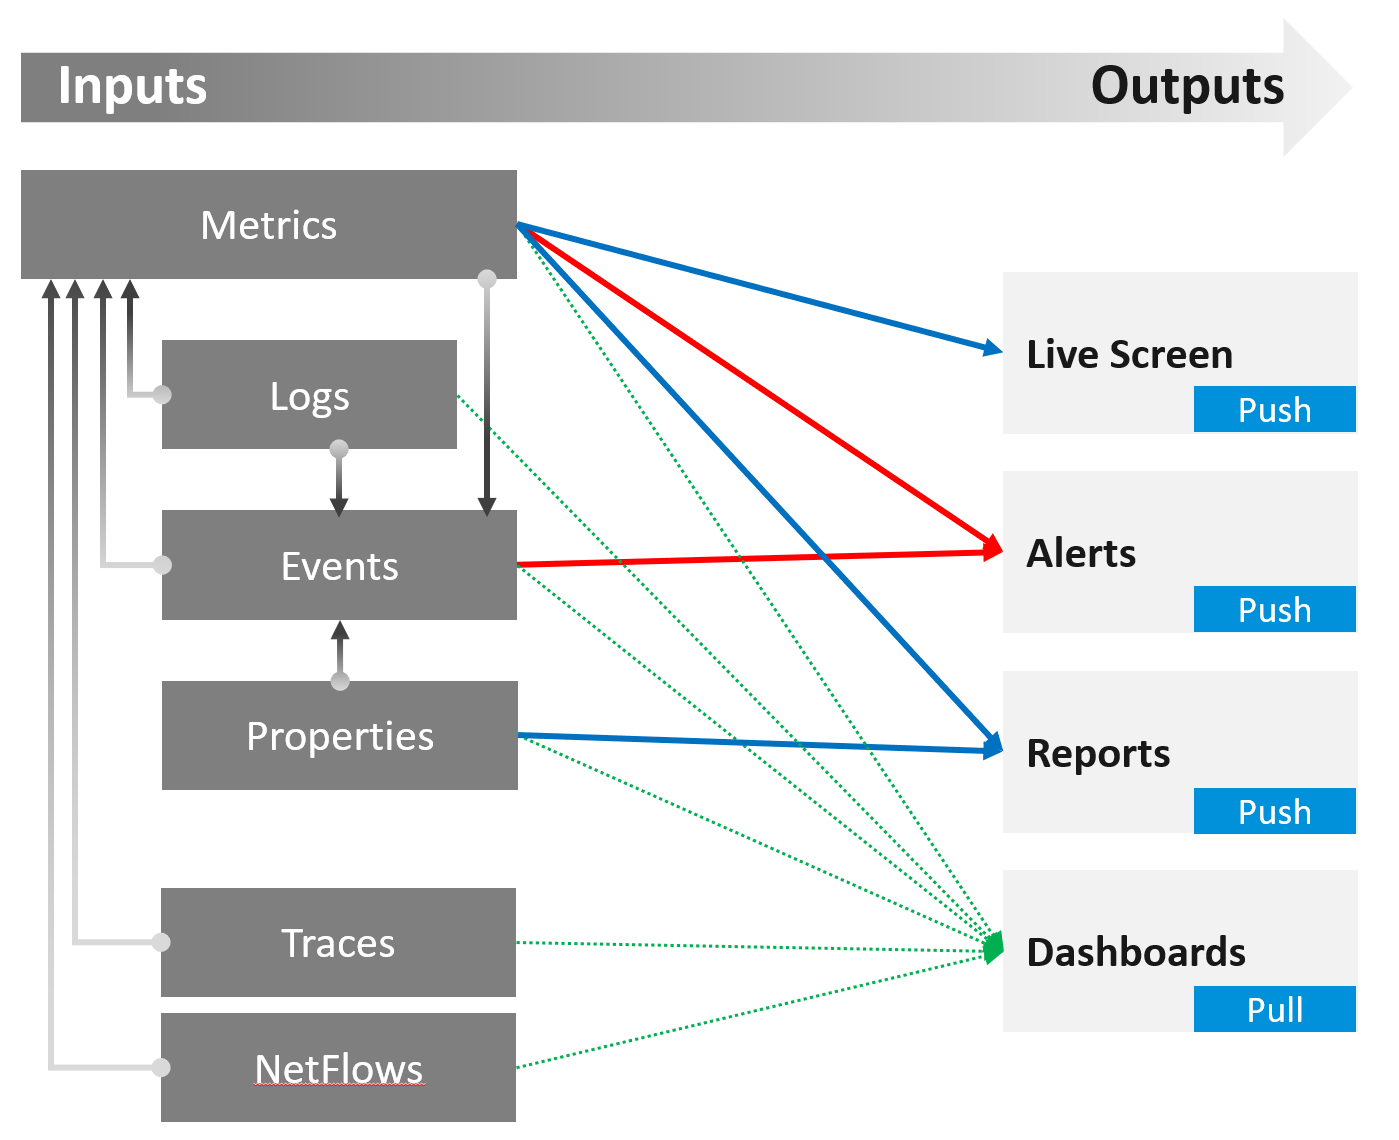 Inputs
Outputs
Metrics
Logs
Events
Properties
Traces
NetFlows
Live Screen
Push
Alerts
Push
Reports
Push
Dashboards
Pull